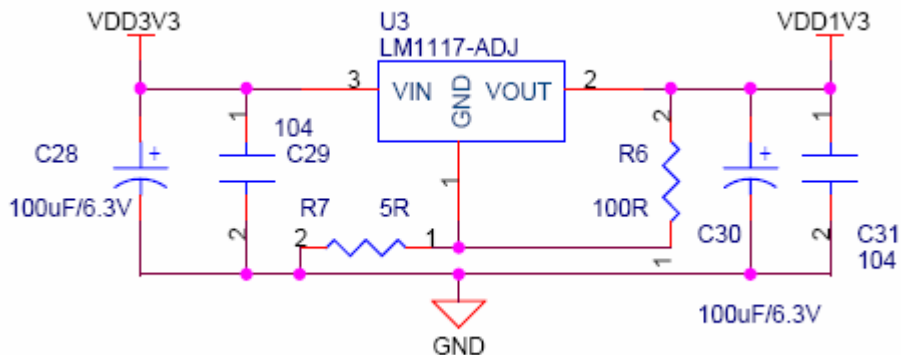 VDD3V3
U3
LM1117-ADJ
VDD1V3
3
VIN
GND
VOUT
2
1
104
C28
C29
2
R6
1
100uF/6.3V
2
R7
5R
1
100R
2
1
1
C30
2
C31
104
100uF/6.3V
GND